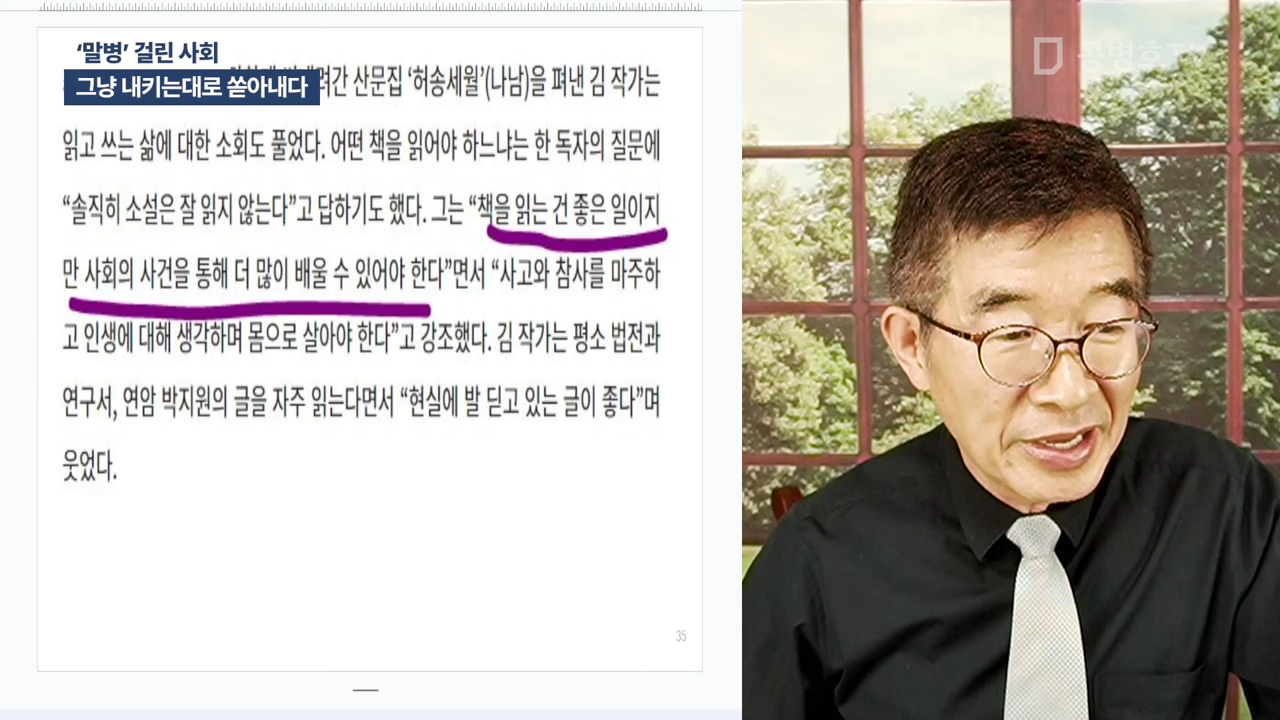 ‘말병’ 걸린 사회
그냥 내키는대로 쏟아내다
산문집 ‘허송세월’(나남)을 펴낸 김 작가는
읽고 쓰는 삶에 대한 소회도 풀었다. 어떤 책을 읽어야 하느냐는 한 독자의 질문에
“솔직히 소설은 잘 읽지 않는다”고 답하기도 했다. 그는 “책을 읽는 건 좋은 일이지
만 사회의 사건을 통해 더 많이 배울 수 있어야 한다”면서 “사고와 참사를 마주하
고 인생에 대해 생각하며 몸으로 살아야 한다”고 강조했다. 김 작가는 평소 법전과
연구서, 연암 박지원의 글을 자주 읽는다면서 “현실에 발 딛고 있는 글이 좋다”며
웃었다.
35
공병호TV